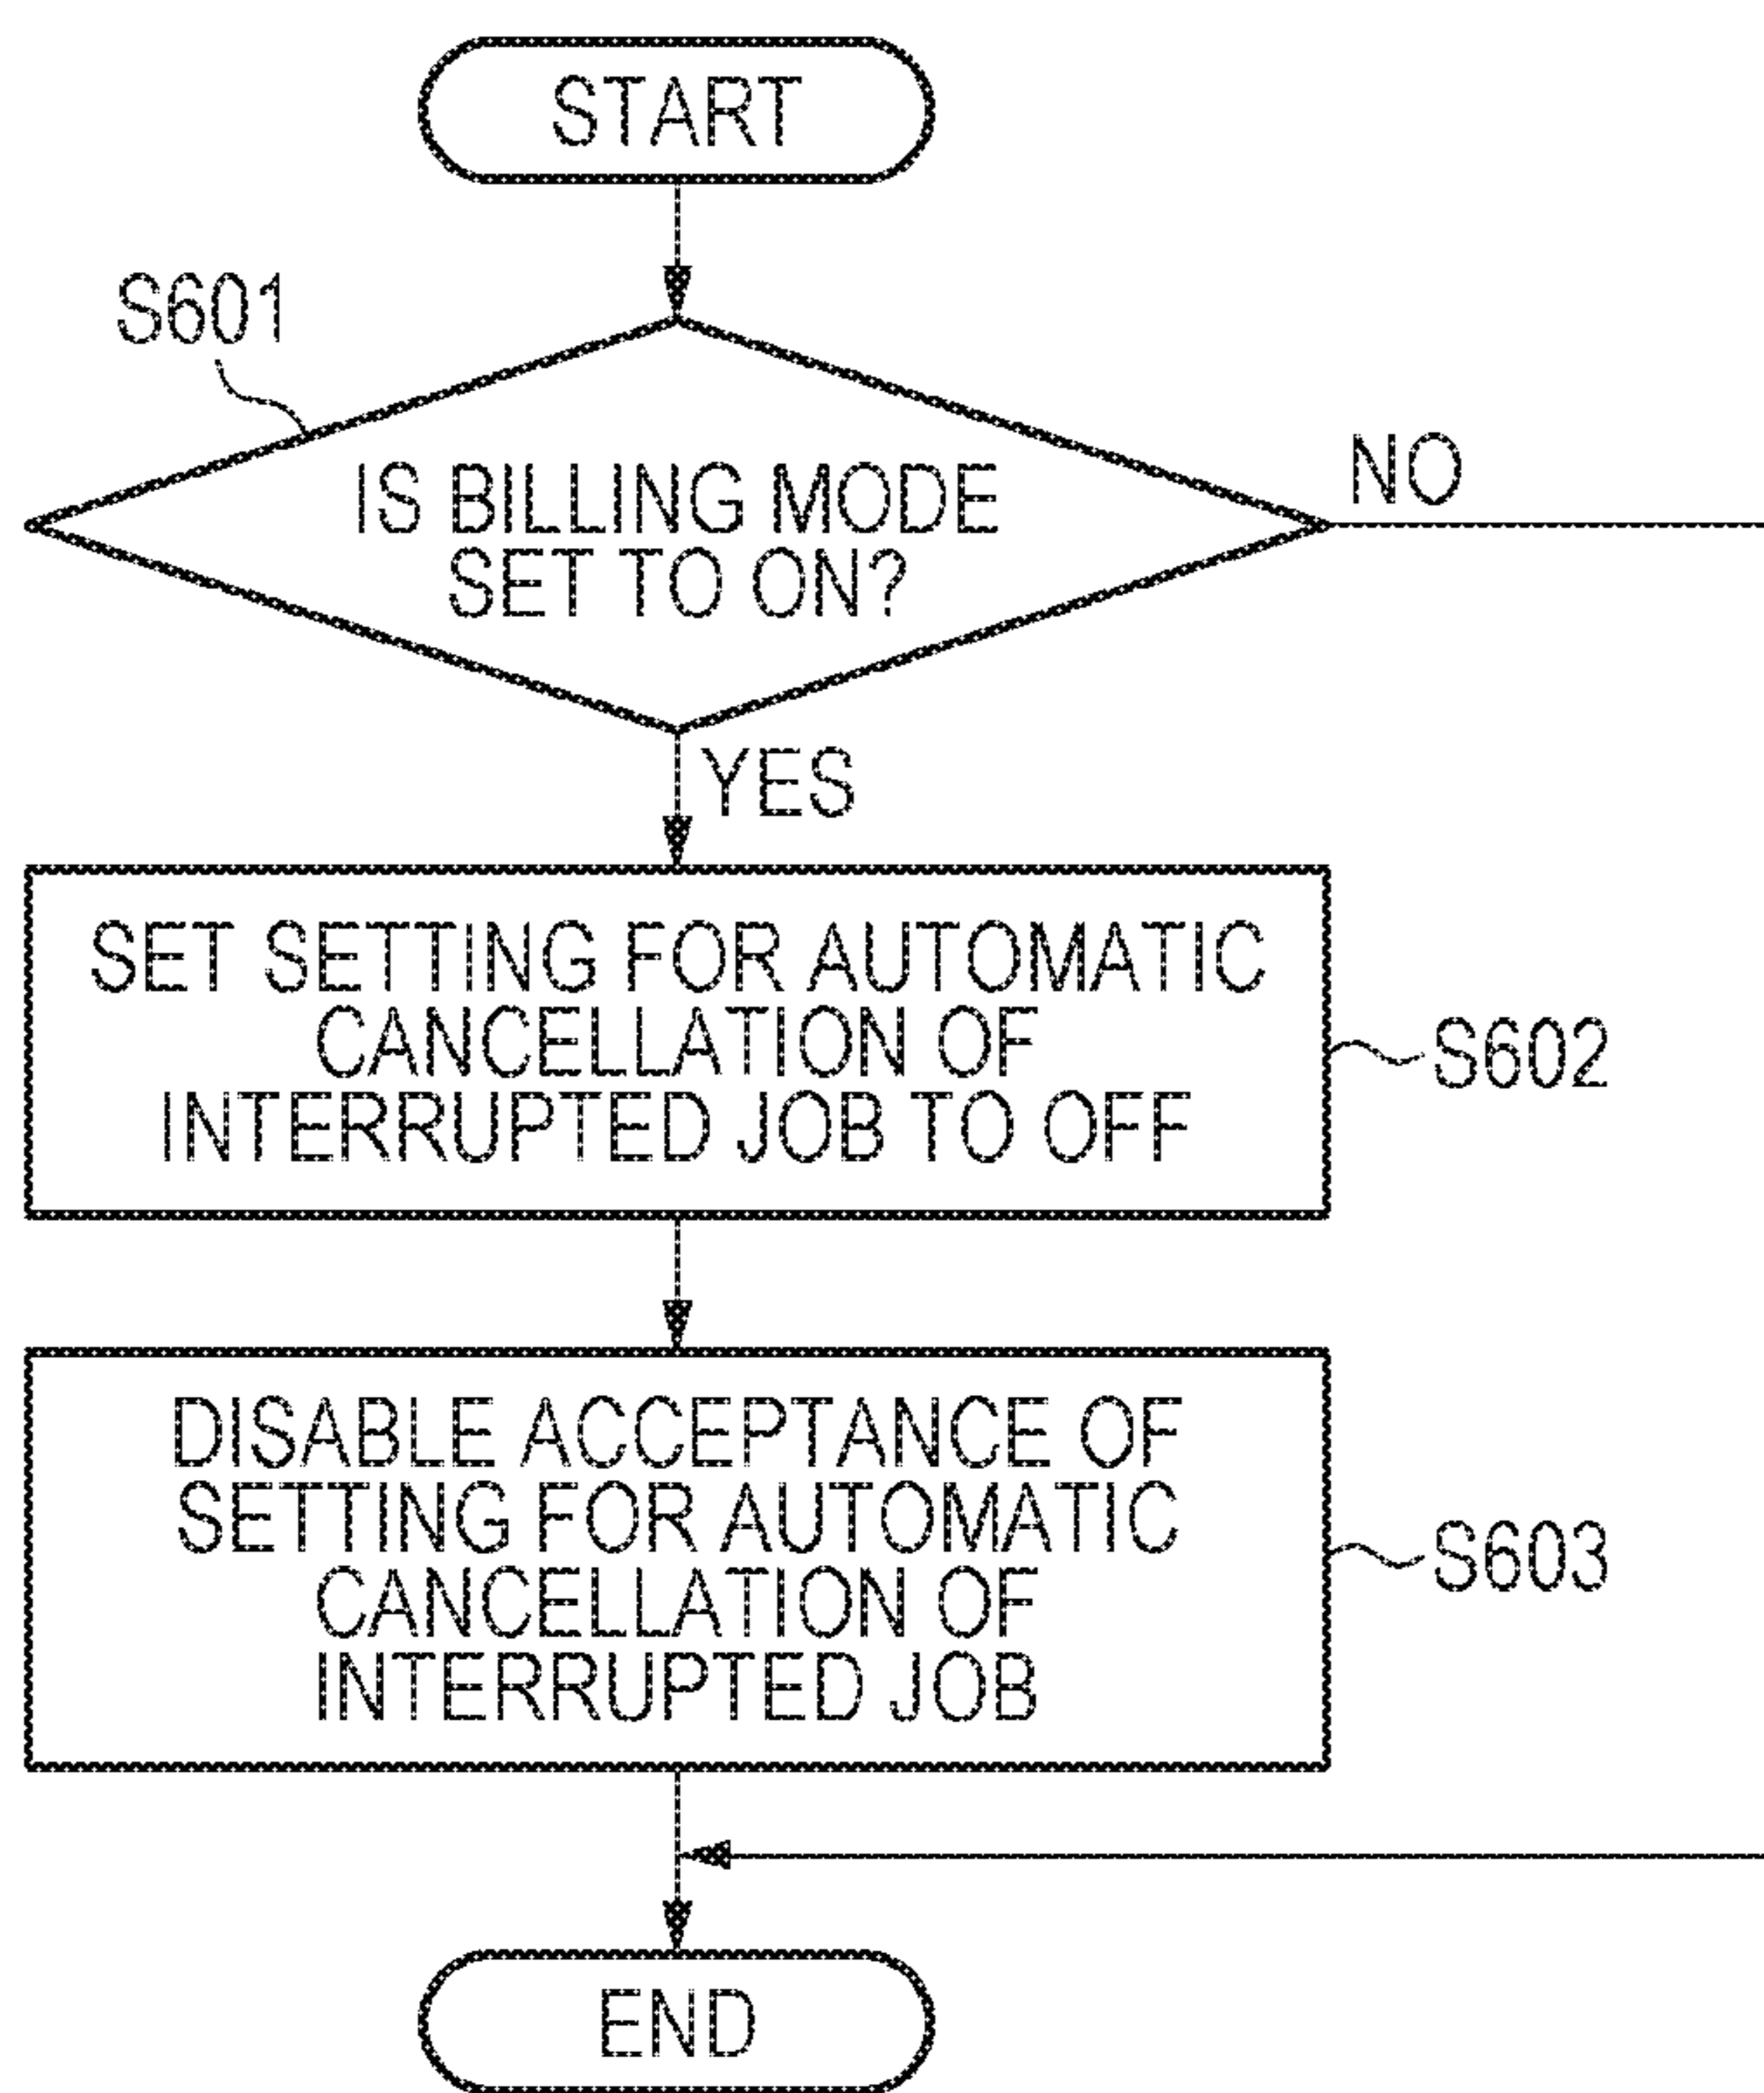 START
S601
IS BILLING MODE
SET TO ON?
NO
YES
SET SETTING FOR AUTOMATIC
CANCELLATION OF
INTERRUPTED JOB TO OFF
S602
DISABLE ACCEPTANCE OF
SETTING FOR AUTOMATIC
CANCELLATION OF
INTERRUPTED JOB
S603
END